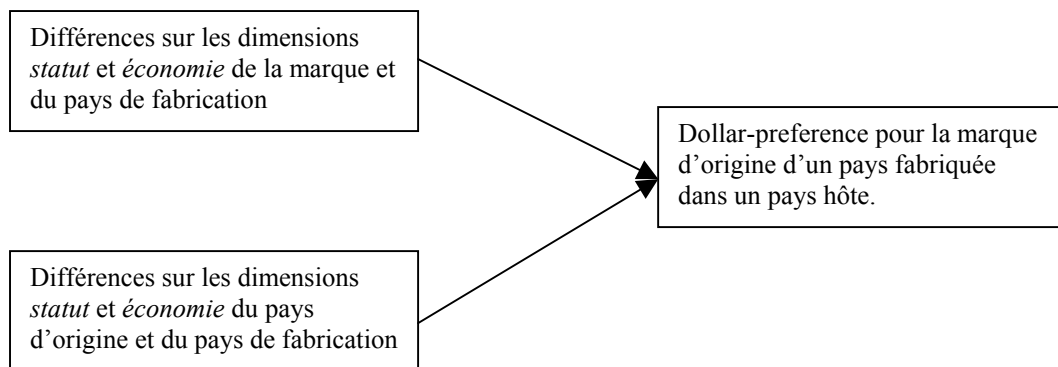 Différences sur les dimensions
statut et économie de la marque et
du pays de fabrication
Dollar-preference pour la marque
d’origine d’un pays fabriquée
dans un pays hôte.
Différences sur les dimensions
statut et économie du pays
d’origine et du pays de fabrication